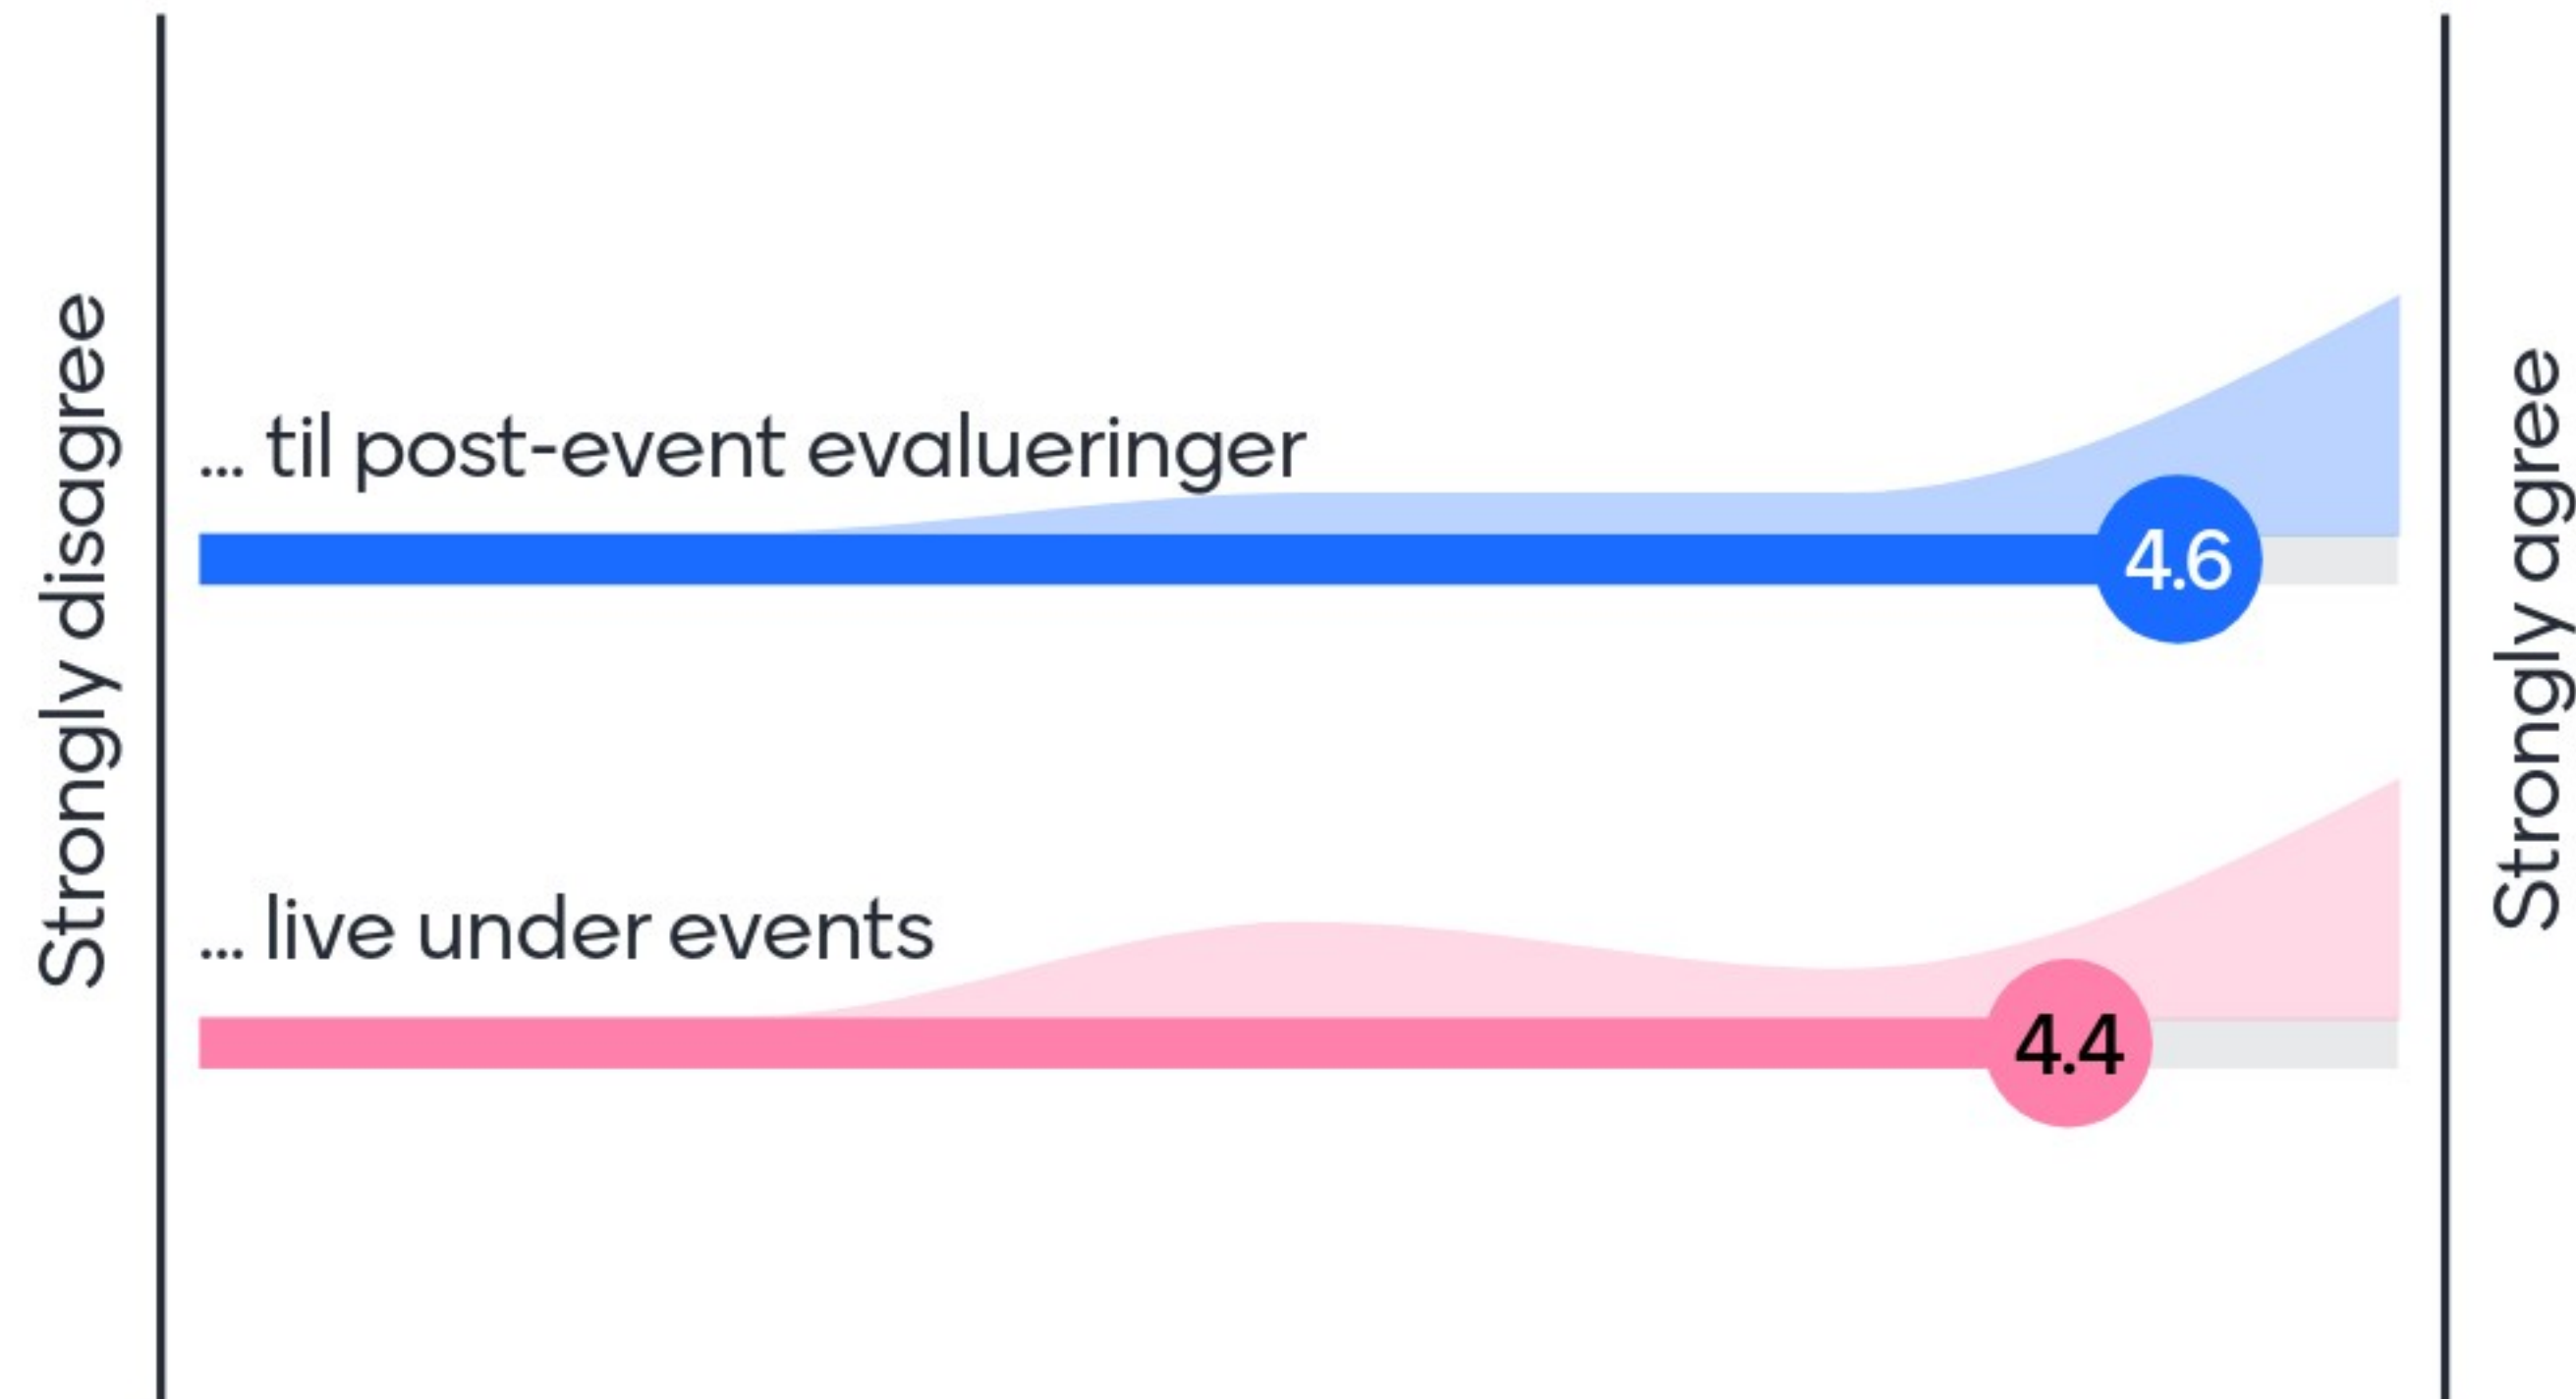 Strongly disagree
... til post-event evalueringer
4.6
... live under events
4.4
Strongly agree